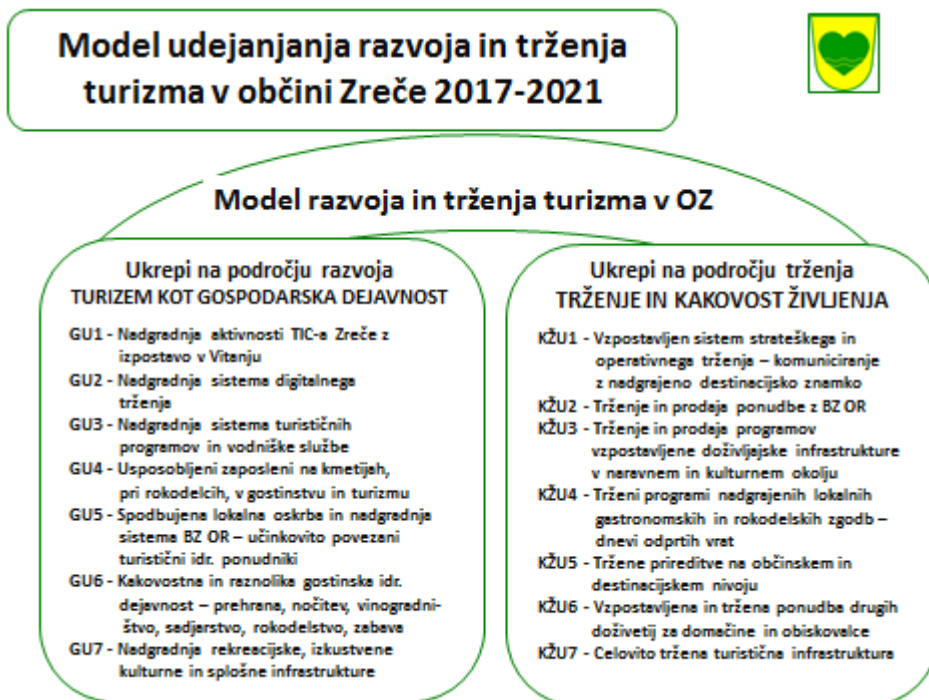 Model udejanjanja razvoja in trženja
turizma v občini Zreče 2017-2021
Model razvoja in trženja turizma v OZ
Ukrepi na področju razvoja
TURIZEM KOT GOSPODARSKA DEJAVNOST
GU1 - Nadgradnja aktivnosti TIC-a Zreče z
izpostavo v Vitanju
GU2 - Nadgradnja sistema digitalnega
trženja
GU3 - Nadgradnja sistema turističnih
programov in vodniške službe
GU4 - Usposobljeni zaposleni na kmetijah,
pri rokodelcih, v gostinstvu in turizmu
GU5 - Spodbujena lokalna oskrba in nadgradnja
sistema BZ OR – učinkovito povezani
turistični idr. ponudniki
GU6 - Kakovostna in raznolika gostinska idr.
dejavnost – prehrana, nočitev, vinogradni-
štvo, sadjarstvo, rokodelstvo, zabava
GU7 - Nadgradnja rekreacijske, izkustvene
kulturne in splošne infrastrukture
Ukrepi na področju trženja
TRŽENJE IN KAKOVOST ŽIVLJENJA
KŽU1 - Vzpostavljen sistem strateškega in
operativnega trženja – komuniciranje
z nadgrajeno destinacijsko znamko
KŽU2 - Trženje in prodaja ponudbe z BZ OR
KŽU3 - Trženje in prodaja programov
vzpostavljene doživljajske infrastrukture
v naravnem in kulturnem okolju
KŽU4 - Trženi programi nadgrajenih lokalnih
gastronomskih in rokodelskih zgodb –
dnevi odprtih vrat
KŽU5 - Tržene prireditve na občinskem in
destinacijskem nivoju
KŽU6 - Vzpostavljena in tržena ponudba drugih
doživetij za domačine in obiskovalce
KŽU7 - Celovito tržena turistična infrastruktura